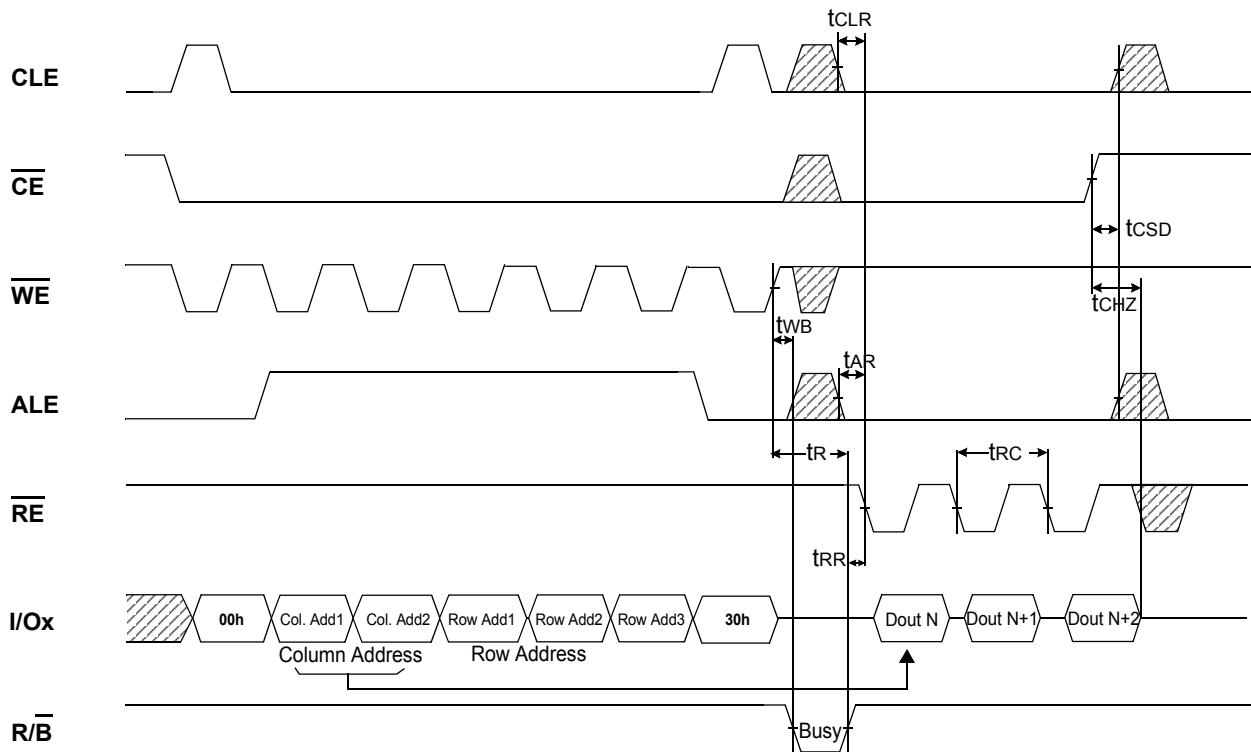 tCLR
CLE
CE
tCSD
WE
tCHZ
tWB
tAR
ALE
tR
tRC
RE
tRR
I/Ox
00h
Col. Add1
Col. Add2
Row Add1
Row Add2
Row Add3
30h
Dout N
Dout N+1
Dout N+2
Column Address
Row Address
R/B
Busy